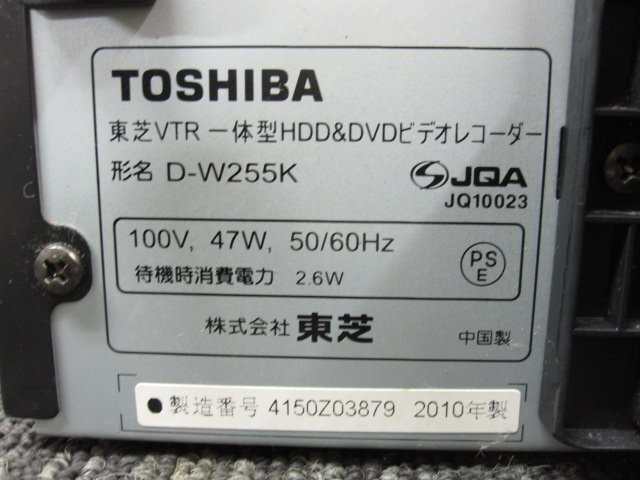 TOSHIBA
東芝VTR 一体型HDD&DVDビデオレコーダー
形名 D-W255K
JQA
JQ10023
100V, 47W, 50/60Hz
待機時消費電力 2.6W
PS
E
株式会社 東芝
中国製
●製造番号 4150Z03879 2010年製